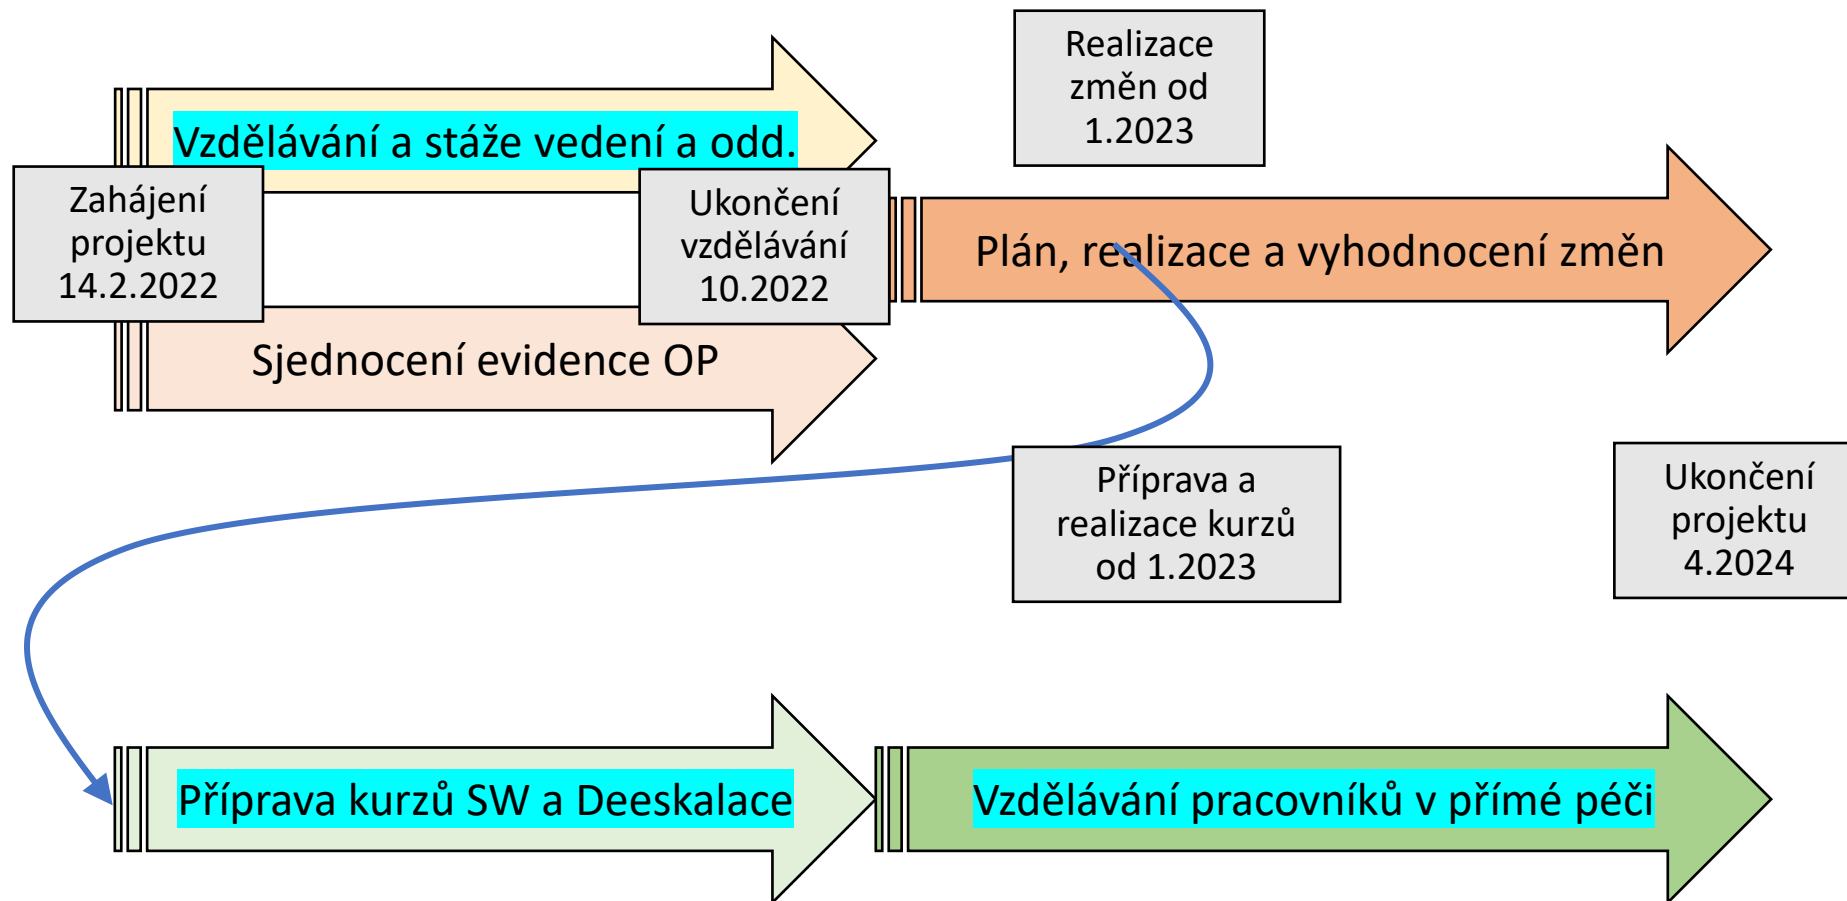 Realizace
změn od
1.2023
Vzdělávání a stáže vedení a odd.
Zahájení
projektu
14.2.2022
Ukončení
vzdělávání
10.2022
Plán, realizace a vyhodnocení změn
Sjednocení evidence OP
Příprava a
realizace kurzů
od 1.2023
Ukončení
projektu
4.2024
Příprava kurzů SW a Deeskalace
Vzdělávání pracovníků v přímé péči